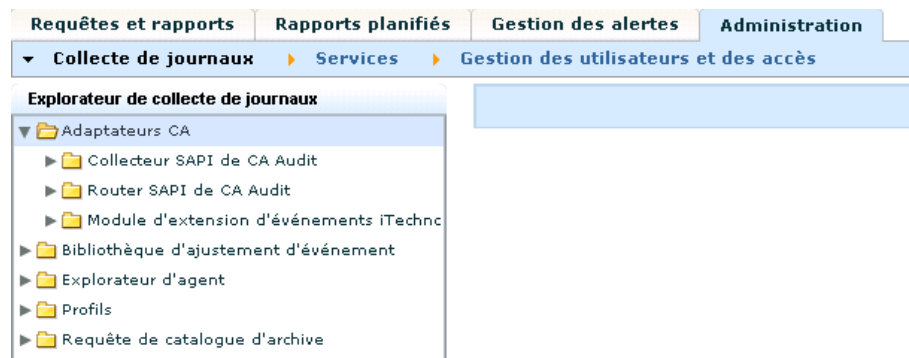 Requêtes et rapports Rapports planifiés Gestion des alertes Administration
Collecte de journaux Services Gestion des utilisateurs et des accès
Explorateur de collecte de journaux
Adaptateurs CA
Collecteur SAPI de CA Audit
Router SAPI de CA Audit
Module d'extension d'événements iTechnc
Bibliothèque d'ajustement d'événement
Explorateur d'agent
Profils
Requête de catalogue d'archive